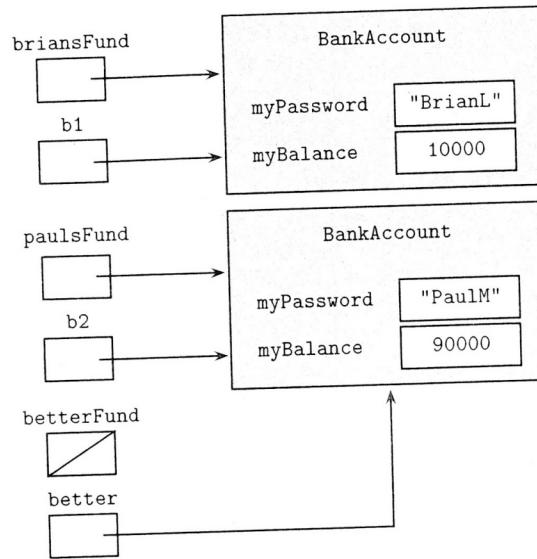 briansFund
BankAccount
myPassword "BrianL"
b1
myBalance 10000
paulsFund
BankAccount
myPassword "PaulM"
b2
myBalance 90000
betterFund
better